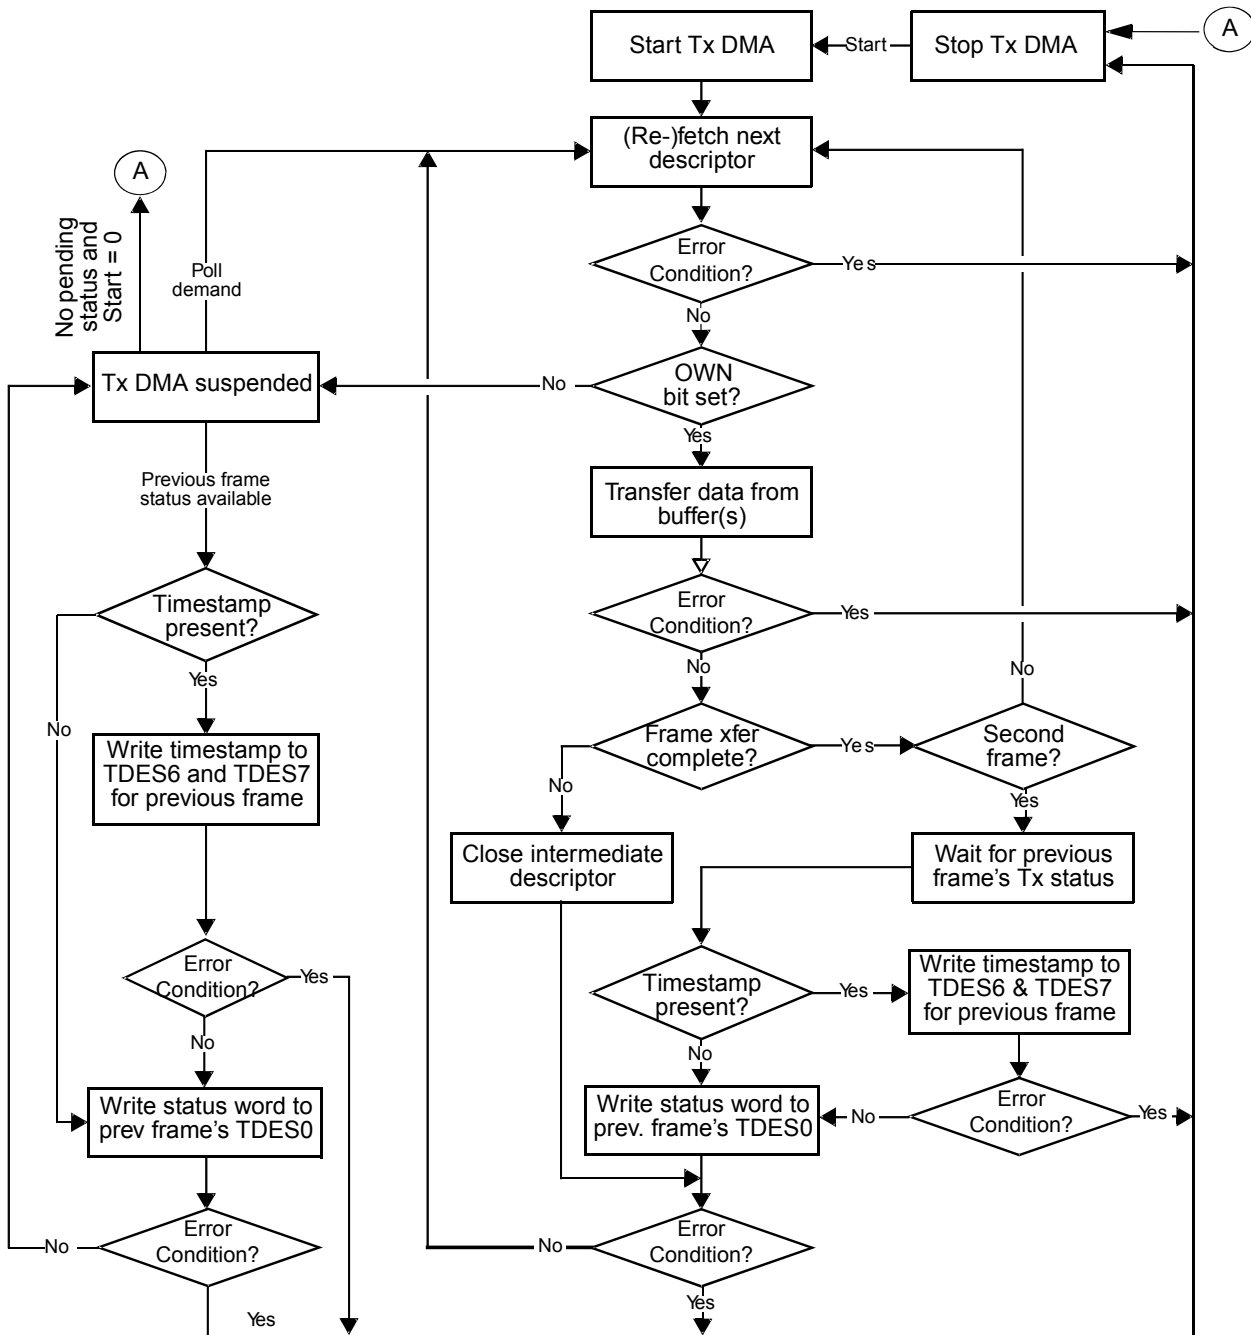 Start Tx DMA
Start
Stop Tx DMA
A
(Re-)fetch next
descriptor
A
No pending
status and
Start = 0
Poll
demand
Error
Condition?
Yes
No
Tx DMA suspended
No
OWN
bit set?
Yes
Previous frame
status available
Transfer data from
buffer(s)
Timestamp
present?
Error
Condition?
Yes
No
Yes
No
No
Write timestamp to
TDES6 and TDES7
for previous frame
Frame xfer
complete?
Yes
Second
frame?
No
Yes
Close intermediate
descriptor
Wait for previous
frame's Tx status
Error
Condition?
Yes
No
Timestamp
present?
Yes
Write timestamp to
TDES6 & TDES7
for previous frame
No
Write status word to
prev frame's TDES0
Write status word to
prev. frame's TDES0
No
Error
Condition?
Yes
Error
Condition?
No
Yes
Error
Condition?
No
Yes